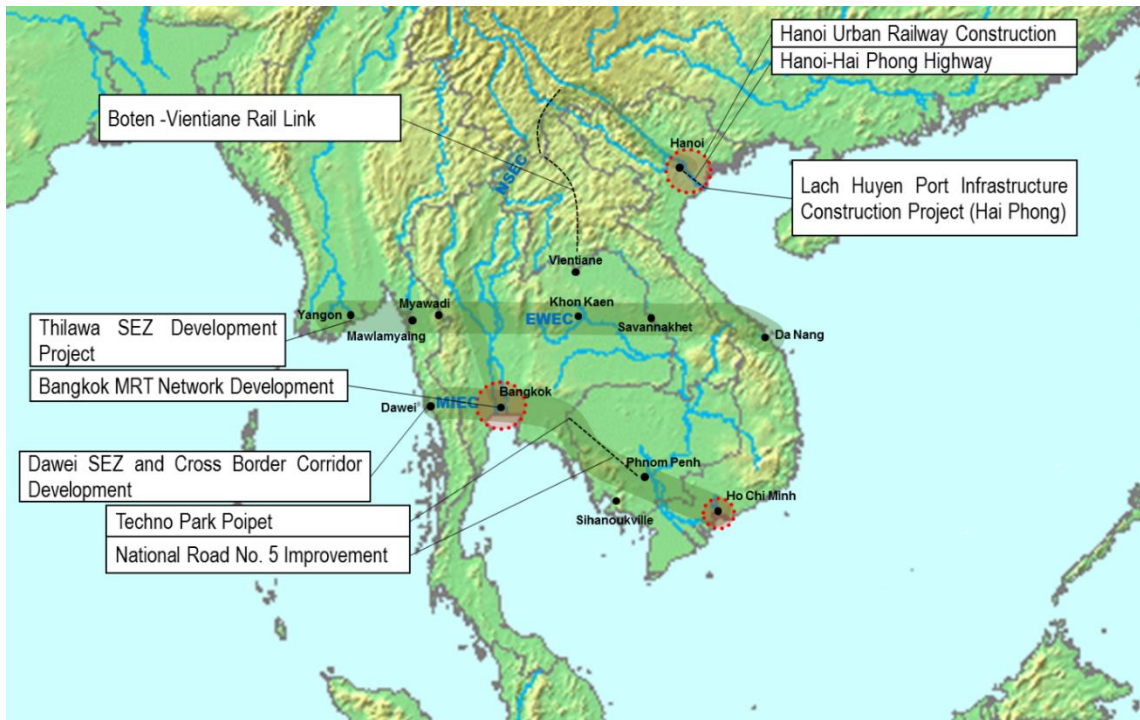 Hanoi Urban Railway Construction
Hanoi-Hai Phong Highway
Boten -Vientiane Rail Link
Hanoi
NSEC
Lach Huyen Port Infrastructure
Construction Project (Hai Phong)
Vientiane
Yangon
Myawadi
Mawlamyaing
Khon Kaen
EWEC
Savannakhet
Da Nang
Thilawa SEZ Development
Project
Bangkok MRT Network Development
Bangkok
Dawei
MIEC
Dawei SEZ and Cross Border Corridor
Development
Phnom Penh
Ho Chi Minh
Sihanoukville
Techno Park Poipet
National Road No. 5 Improvement